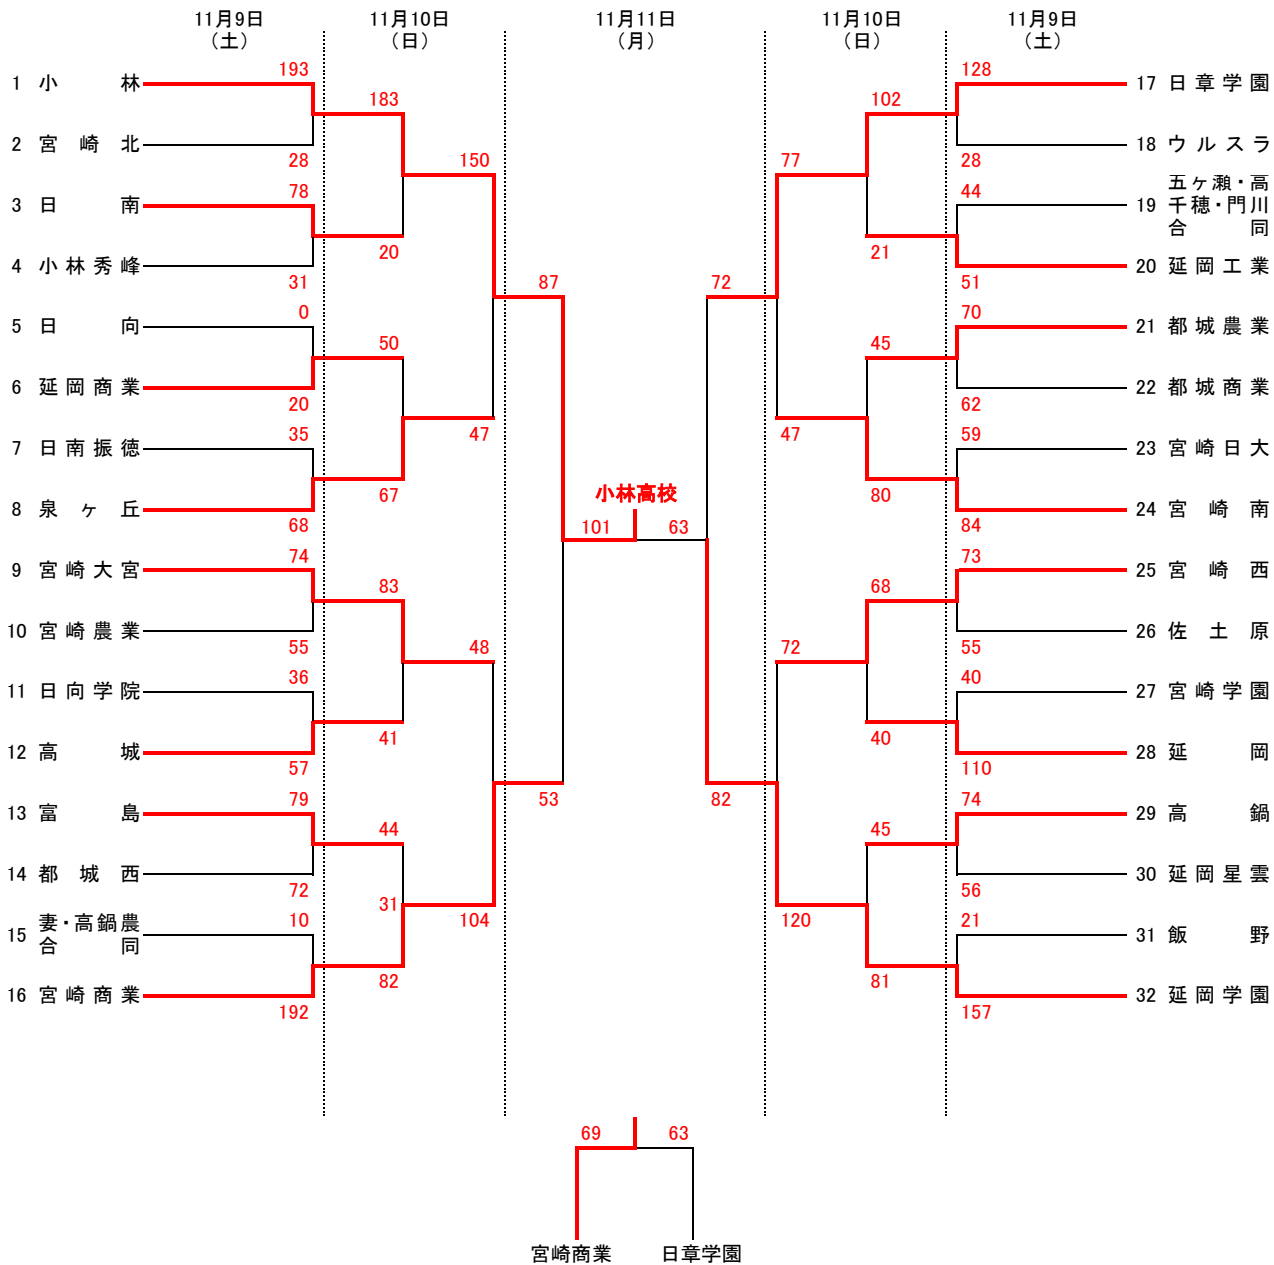 11月9日
（土）
11月10日
（日）
11月11日
（月）
11月10日
（日）
11月9日
（土）
1 小林
2 宮崎北
3 日南
4 小林秀峰
5 日向
6 延岡商業
7 日南振徳
8 泉ヶ丘
9 宮崎大宮
10 宮崎農業
11 日向学院
12 高城
13 富島
14 都城西
15 妻・高鍋農
合同
16 宮崎商業
193
28
78
31
0
20
35
68
74
55
36
57
79
72
10
192
183
20
50
67
83
41
44
31
82
150
47
48
104
87
53
小林高校
101 63
72
82
77
47
72
120
102
21
45
80
68
40
45
81
128
28
44
51
70
62
59
84
73
55
40
110
74
56
21
157
17 日章学園
18 ウルスラ
19 五ヶ瀬・高
千穂・門川
合同
20 延岡工業
21 都城農業
22 都城商業
23 宮崎日大
24 宮崎南
25 宮崎西
26 佐土原
27 宮崎学園
28 延岡
29 高鍋
30 延岡星雲
31 飯野
32 延岡学園
69 63
宮崎商業 日章学園